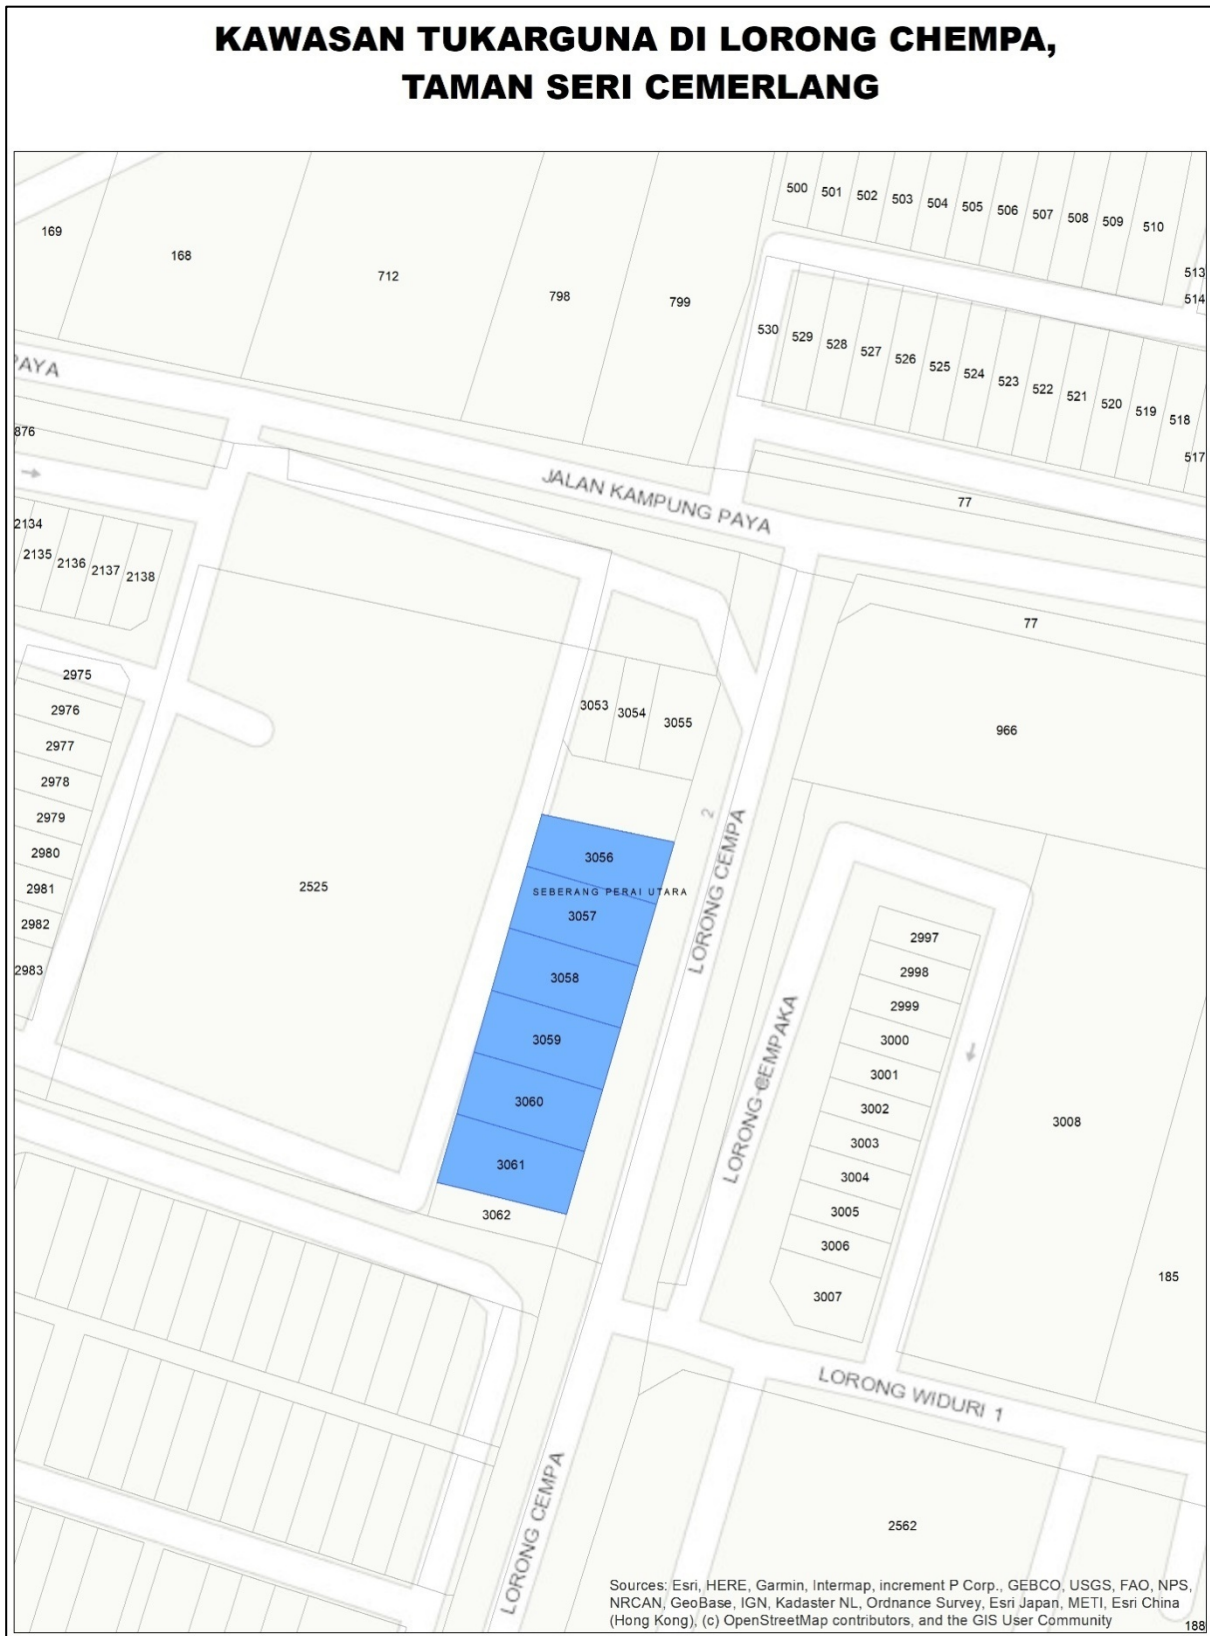 KAWASAN TUKARGUNA DI LORONG CHEMPA,
TAMAN SERI CEMERLANG
500 501 502 503 504 505 506 507 508 509 510
169
168
712
798
799
513
514
530 529 528 527 526 525 524 523 522 521 520 519 518
517
PAYA
876
JALAN KAMPUNG PAYA
77
2134
2135 2136 2137 2138
77
2975
2976
2977
2978
2979
2980
2981
2982
2983
3053 3054 3055
966
2
LORONG CEMPA
2525
3056
SEBERANG PERAI UTARA
3057
3058
3059
3060
3061
3062
LORONG CEMPAKA
2997
2998
2999
3000
3001
3002
3003
3004
3005
3006
3007
3008
185
LORONG WIDURI 1
LORONG CEMPA
2562
Sources: Esri, HERE, Garmin, Intermap, increment P Corp., GEBCO, USGS, FAO, NPS,
NRCAN, GeoBase, IGN, Kadaster NL, Ordnance Survey, Esri Japan, METI, Esri China
(Hong Kong), (c) OpenStreetMap contributors, and the GIS User Community
188